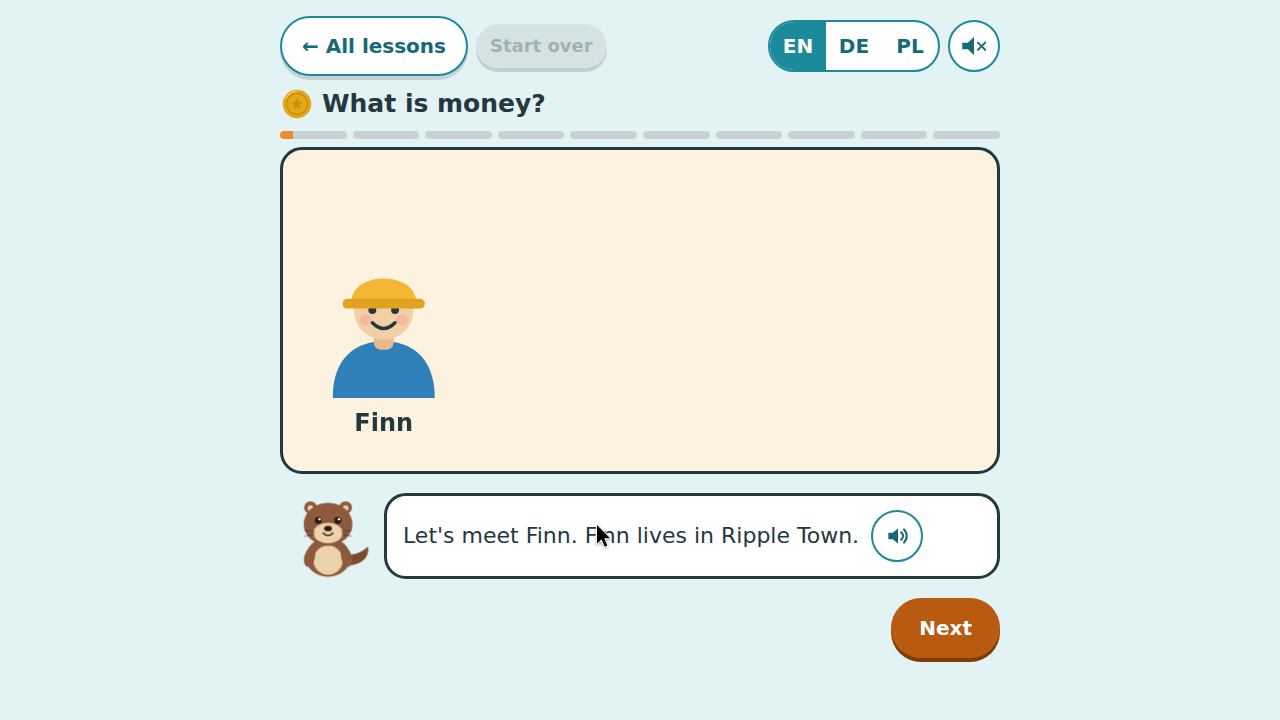 ← All lessons
Start over
EN DE PL
What is money?
Finn
Let's meet Finn. Finn lives in Ripple Town.
Next